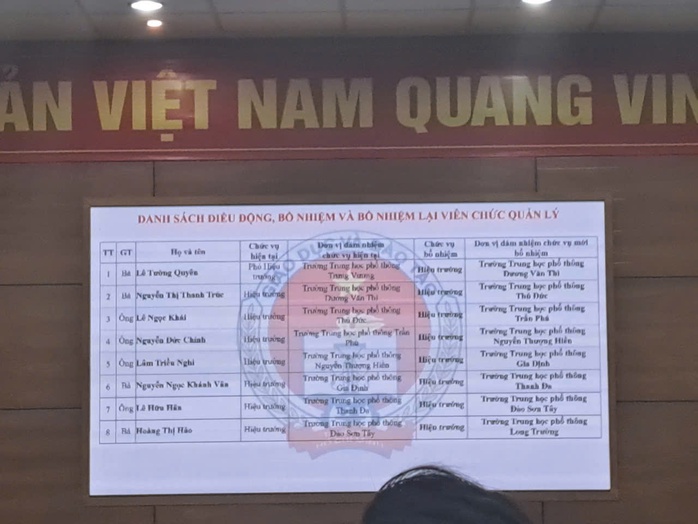 ẢN VIỆT NAM QUANG VIN
DANH SÁCH ĐIỀU ĐỘNG, BỔ NHIỆM VÀ BỔ NHIỆM LẠI VIÊN CHỨC QUẢN LÝ
TT GT Họ và tên Chức vụ hiện tại Đơn vị đảm nhiệm chức vụ hiện tại Chức vụ bổ nhiệm Đơn vị đảm nhiệm chức vụ mới bổ nhiệm
1 Bà Lê Tường Quyên Phó Hiệu trưởng Trường Trung học phổ thông Trưng Vương Hiệu trưởng Trường Trung học phổ thông Dương Văn Thì
2 Bà Nguyễn Thị Thanh Trúc Hiệu trưởng Trường Trung học phổ thông Dương Văn Thì Hiệu trưởng Trường Trung học phổ thông Thủ Đức
3 Ông Lê Ngọc Khái Hiệu trưởng Trường Trung học phổ thông Thủ Đức Hiệu trưởng Trường Trung học phổ thông Trần Phú
4 Ông Nguyễn Đức Chính Hiệu trưởng Trường Trung học phổ thông Trần Phú Hiệu trưởng Trường Trung học phổ thông Nguyễn Thượng Hiền
5 Ông Lâm Triều Nghi Hiệu trưởng Trường Trung học phổ thông Nguyễn Thượng Hiền Hiệu trưởng Trường Trung học phổ thông Gia Định
6 Bà Nguyễn Ngọc Khánh Vân Hiệu trưởng Trường Trung học phổ thông Gia Định Hiệu trưởng Trường Trung học phổ thông Thanh Đa
7 Ông Lê Hữu Hân Hiệu trưởng Trường Trung học phổ thông Thanh Đa Hiệu trưởng Trường Trung học phổ thông Đào Sơn Tây
8 Bà Hoàng Thị Hảo Hiệu trưởng Trường Trung học phổ thông Đào Sơn Tây Hiệu trưởng Trường Trung học phổ thông Long Trường